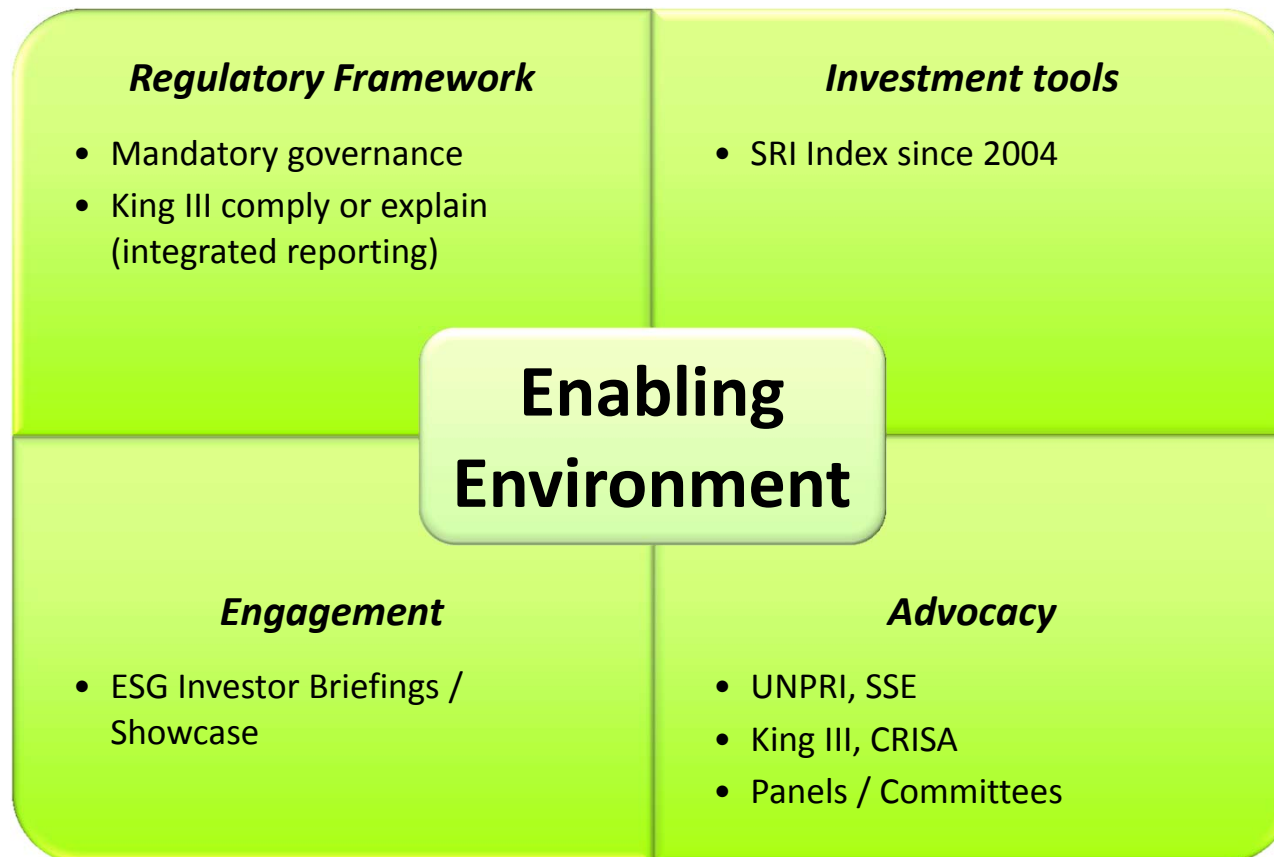 Regulatory Framework
• Mandatory governance
• King III comply or explain
(integrated reporting)
Investment tools
• SRI Index since 2004
Enabling
Environment
Engagement
• ESG Investor Briefings /
Showcase
Advocacy
• UNPRI, SSE
• King III, CRISA
• Panels / Committees